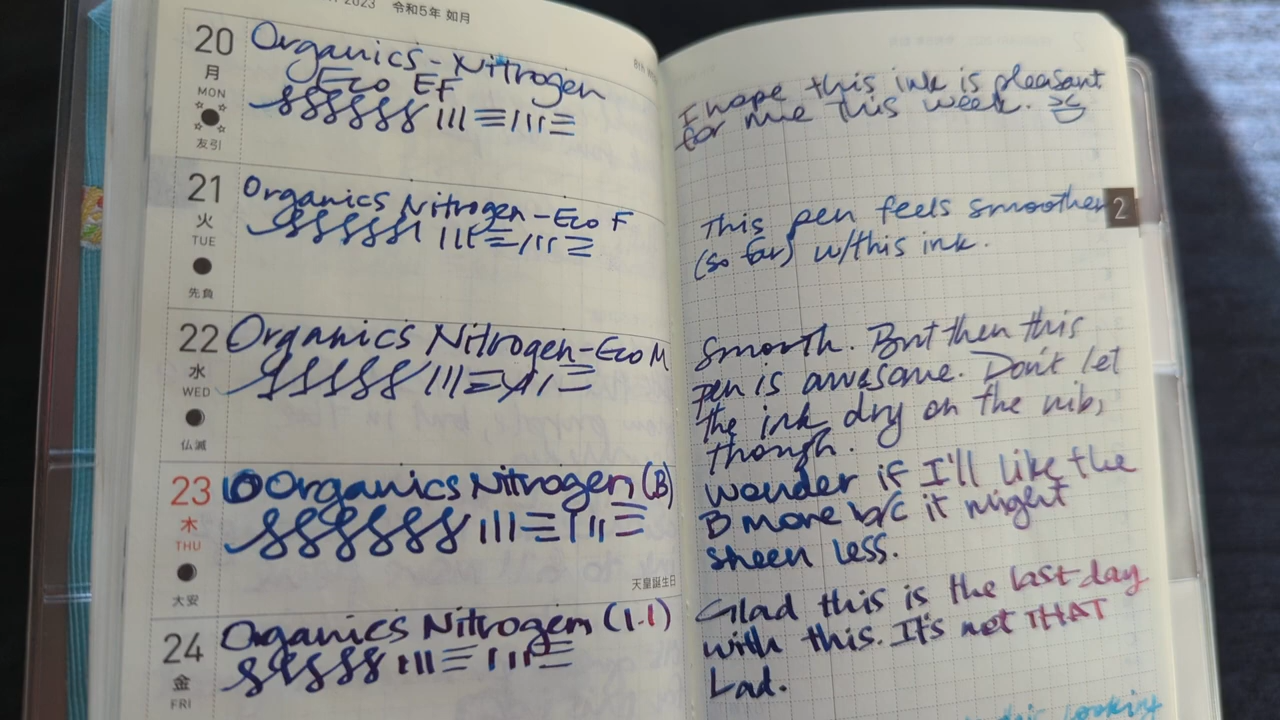 2023 令和5年 如月
20 Organics - Nitrogen
月 Eco EF
MON
友引
21 Organics Nitrogen - Eco F
火
TUE
先負
22 Organics Nitrogen - Eco M
水
WED
仏滅
23 Organics Nitrogen (B)
木
THU
大安
天皇誕生日
24 Organics Nitrogen (1.1)
金
FRI
I hope this ink is pleasant
for me this week.
This pen feels smoother
2
(so far) w/this ink.
Smooth. But then this
pen is awesome. Don't let
the ink dry on the nib,
though.
wonder if I'll like the
B more b/c it might
sheen less.
Glad this is the last day
with this. It's not THAT
bad.
looking